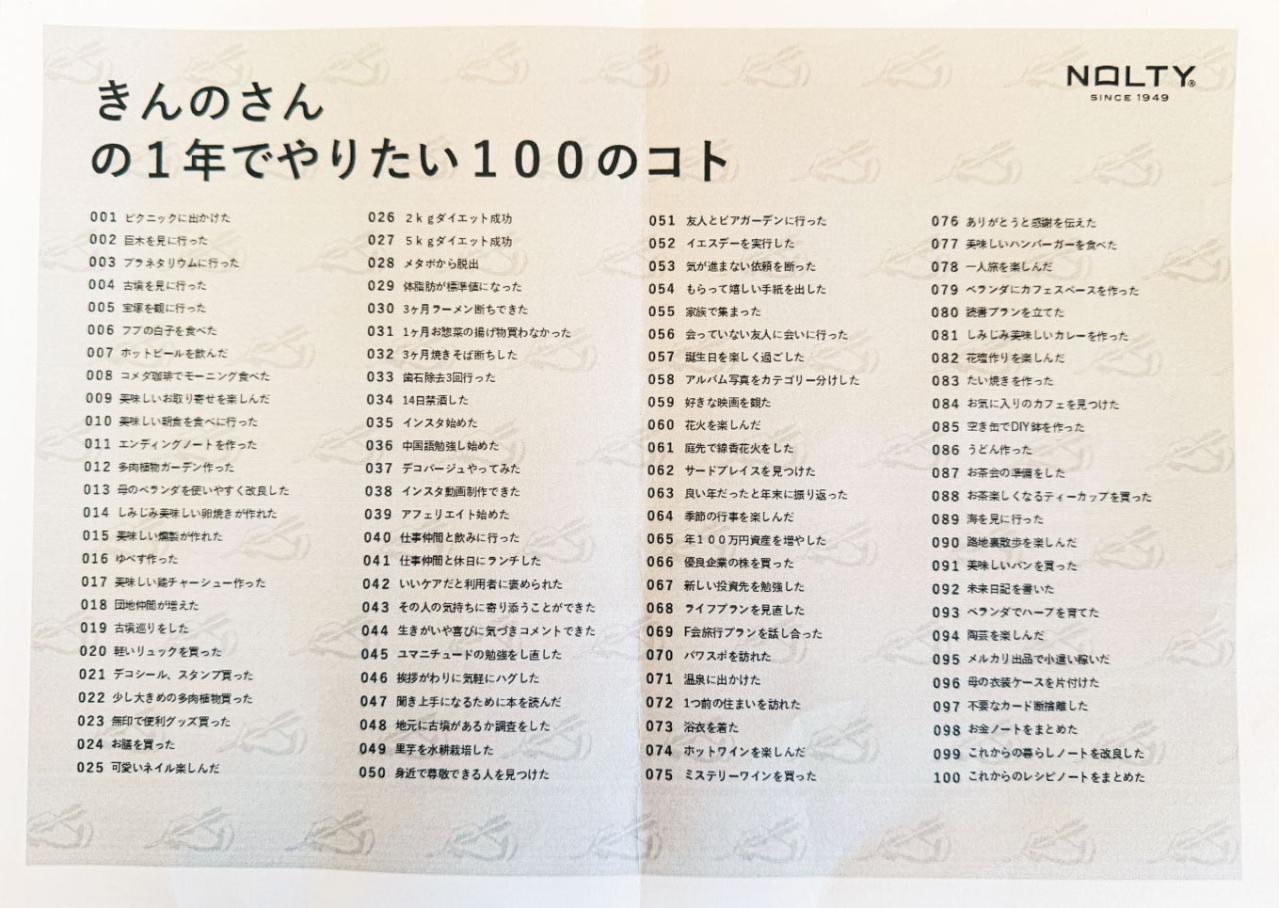 きんのさん
の1年でやりたい100のコト
NOLTY®
SINCE 1949
001 ピクニックに出かけた
002 巨木を見に行った
003 プラネタリウムに行った
004 古墳を見に行った
005 宝塚を観に行った
006 フグの白子を食べた
007 ホットビールを飲んだ
008 コメダ珈琲でモーニング食べた
009 美味しいお取り寄せを楽しんだ
010 美味しい朝食を食べに行った
011 エンディングノートを作った
012 多肉植物ガーデン作った
013 母のベランダを使いやすく改良した
014 しみじみ美味しい卵焼きが作れた
015 美味しい燻製が作れた
016 ゆべす作った
017 美味しい鶏チャーシュー作った
018 団地仲間が増えた
019 古墳巡りをした
020 軽いリュックを買った
021 デコシール、スタンプ買った
022 少し大きめの多肉植物買った
023 無印で便利グッズ買った
024 お膳を買った
025 可愛いネイル楽しんだ
026 2kgダイエット成功
027 5kgダイエット成功
028 メタボから脱出
029 体脂肪が標準値になった
030 3ヶ月ラーメン断ちできた
031 1ヶ月お惣菜の揚げ物買わなかった
032 3ヶ月焼きそば断ちした
033 歯石除去3回行った
034 14日禁酒した
035 インスタ始めた
036 中国語勉強し始めた
037 デコパージュやってみた
038 インスタ動画制作できた
039 アフェリエイト始めた
040 仕事仲間と飲みに行った
041 仕事仲間と休日にランチした
042 いいケアだと利用者に褒められた
043 その人の気持ちに寄り添うことができた
044 生きがいや喜びに気づきコメントできた
045 ユマニチュードの勉強をし直した
046 挨拶がわりに気軽にハグした
047 聞き上手になるために本を読んだ
048 地元に古墳があるか調査をした
049 里芋を水耕栽培した
050 身近で尊敬できる人を見つけた
051 友人とビアガーデンに行った
052 イエスデーを実行した
053 気が進まない依頼を断った
054 もらって嬉しい手紙を出した
055 家族で集まった
056 会っていない友人に会いに行った
057 誕生日を楽しく過ごした
058 アルバム写真をカテゴリー分けした
059 好きな映画を観た
060 花火を楽しんだ
061 庭先で線香花火をした
062 サードプレイスを見つけた
063 良い年だったと年末に振り返った
064 季節の行事を楽しんだ
065 年100万円資産を増やした
066 優良企業の株を買った
067 新しい投資先を勉強した
068 ライフプランを見直した
069 F会旅行プランを話し合った
070 パワスポを訪れた
071 温泉に出かけた
072 1つ前の住まいを訪れた
073 浴衣を着た
074 ホットワインを楽しんだ
075 ミステリーワインを買った
076 ありがとうと感謝を伝えた
077 美味しいハンバーガーを食べた
078 一人旅を楽しんだ
079 ベランダにカフェスペースを作った
080 読書プランを立てた
081 しみじみ美味しいカレーを作った
082 花壇作りを楽しんだ
083 たい焼きを作った
084 お気に入りのカフェを見つけた
085 空き缶でDIY鉢を作った
086 うどん作った
087 お茶会の準備をした
088 お茶楽しくなるティーカップを買った
089 海を見に行った
090 路地裏散歩を楽しんだ
091 美味しいパンを買った
092 未来日記を書いた
093 ベランダでハーブを育てた
094 陶芸を楽しんだ
095 メルカリ出品で小遣い稼いだ
096 母の衣装ケースを片付けた
097 不要なカード断捨離した
098 お金ノートをまとめた
099 これからの暮らしノートを改良した
100 これからのレシピノートをまとめた